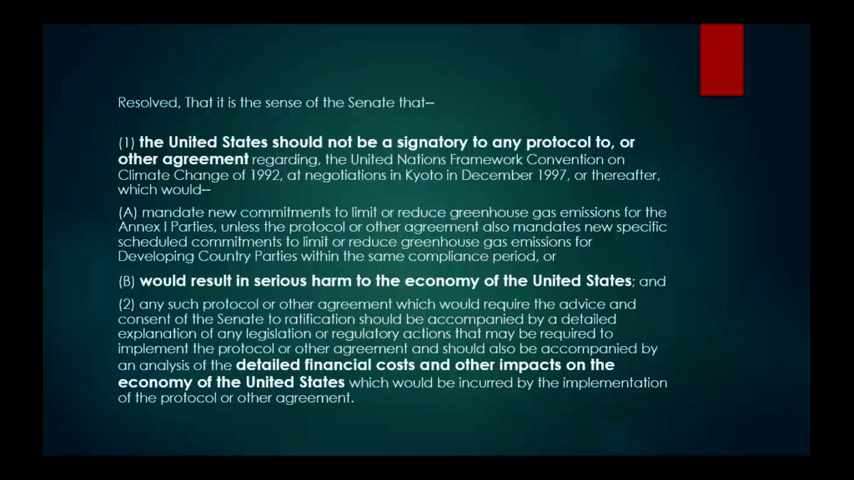 Resolved, That it is the sense of the Senate that--
(1) the United States should not be a signatory to any protocol to, or
other agreement regarding, the United Nations Framework Convention on
Climate Change of 1992, at negotiations in Kyoto in December 1997, or thereafter,
which would--
(A) mandate new commitments to limit or reduce greenhouse gas emissions for the
Annex I Parties, unless the protocol or other agreement also mandates new specific
scheduled commitments to limit or reduce greenhouse gas emissions for
Developing Country Parties within the same compliance period, or
(B) would result in serious harm to the economy of the United States; and
(2) any such protocol or other agreement which would require the advice and
consent of the Senate to ratification should be accompanied by a detailed
explanation of any legislation or regulatory actions that may be required to
implement the protocol or other agreement and should also be accompanied by
an analysis of the detailed financial costs and other impacts on the
economy of the United States which would be incurred by the implementation
of the protocol or other agreement.